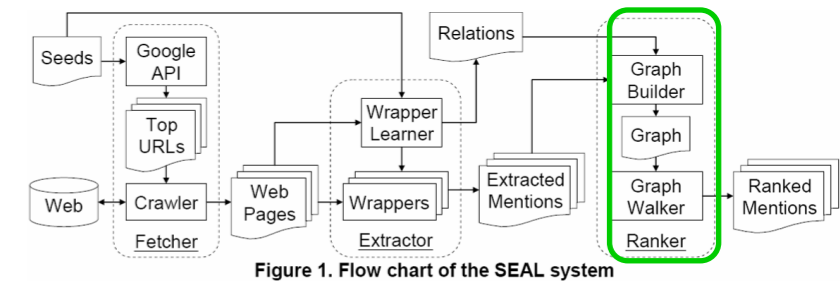 Seeds
Google
API
Top
URLs
Web
Crawler
Fetcher
Web
Pages
Wrapper
Learner
Wrappers
Extractor
Relations
Extracted
Mentions
Graph
Builder
Graph
Graph
Walker
Ranker
Ranked
Mentions
Figure 1. Flow chart of the SEAL system